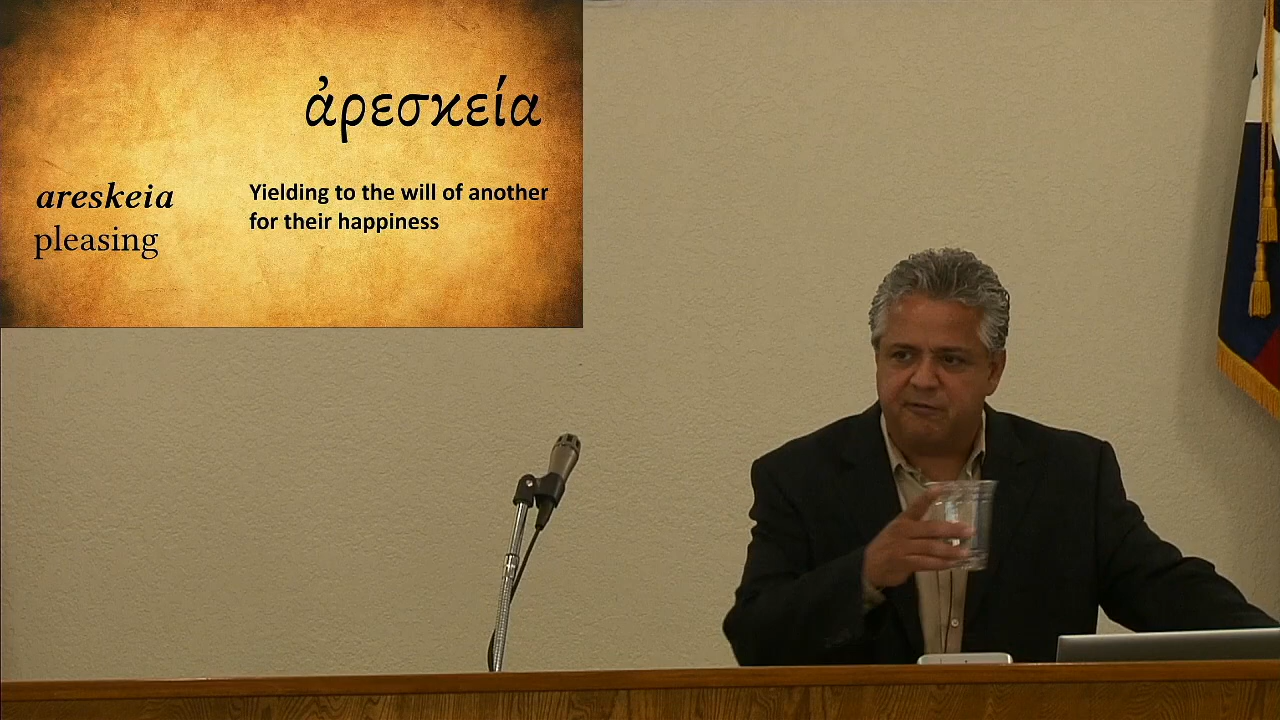 ἀρεσκεία
areskeia
pleasing
Yielding to the will of another
for their happiness